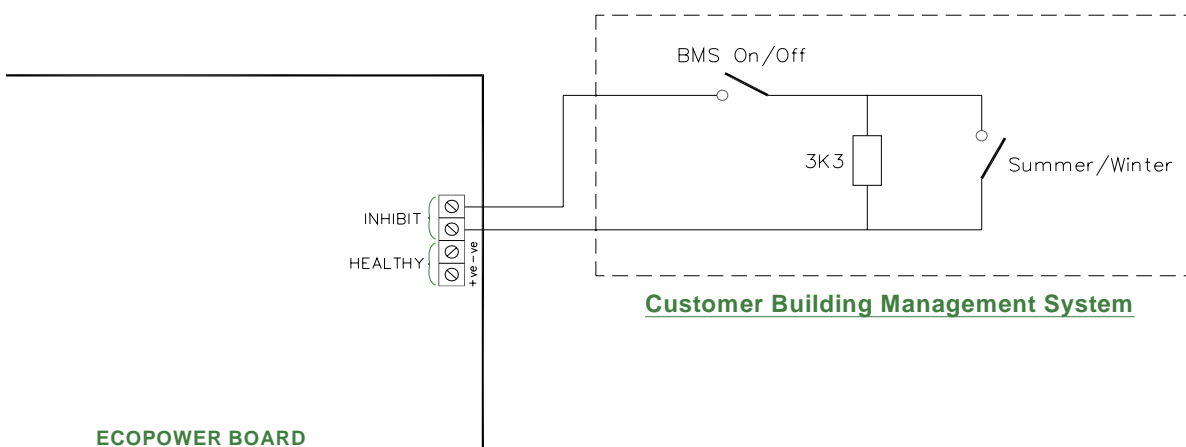 BMS On/Off
3K3
Summer/Winter
INHIBIT
HEALTHY
+ve -ve
Customer Building Management System
ECOPOWER BOARD